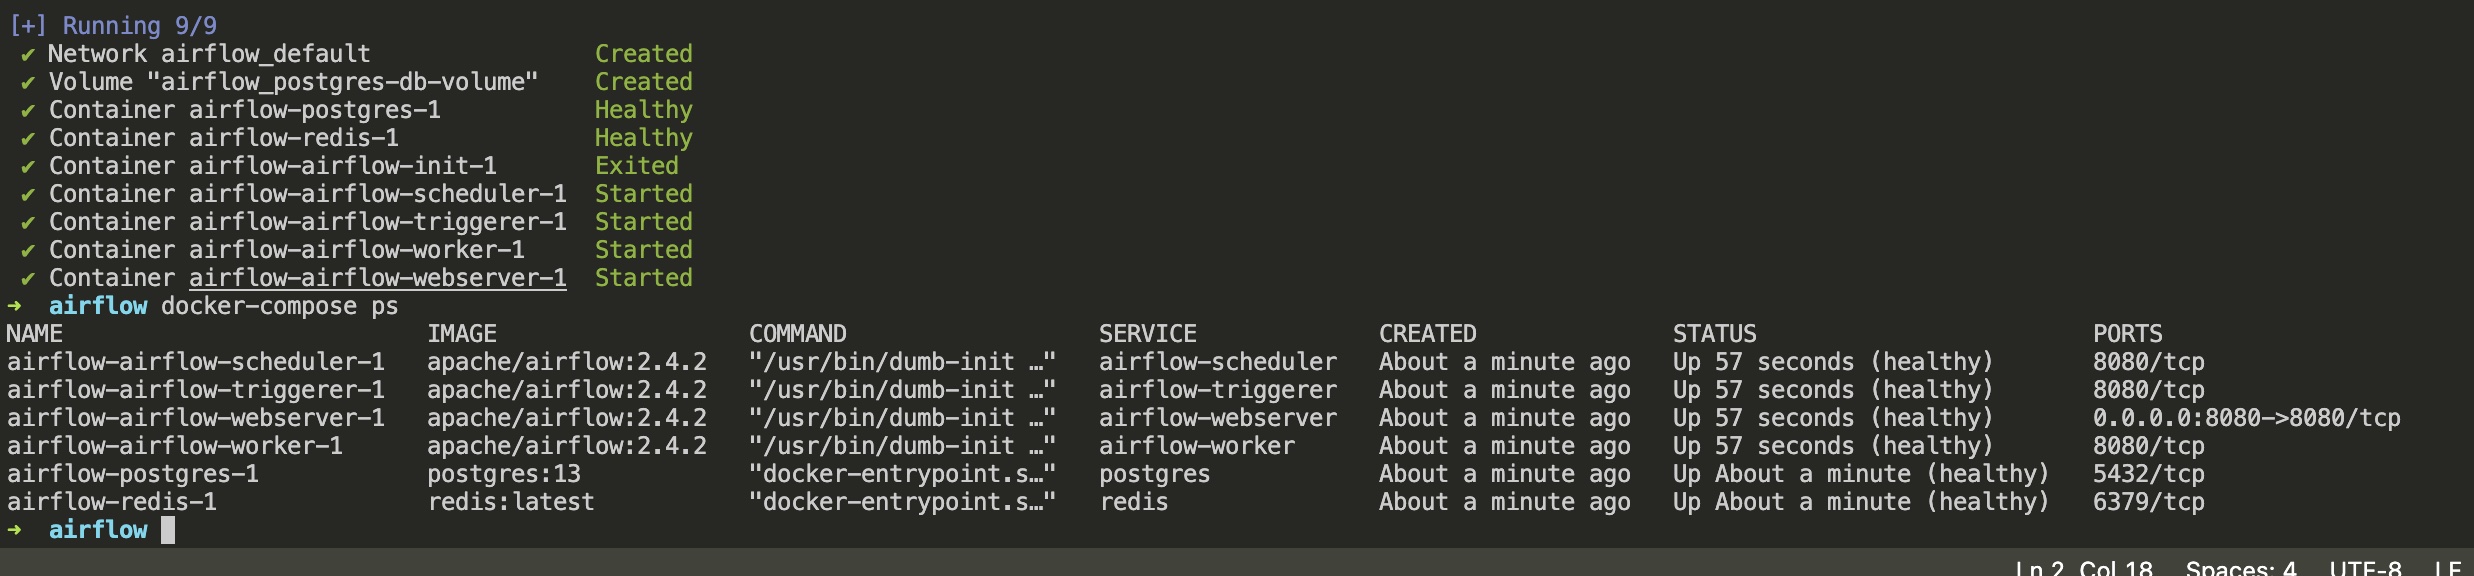 [+] Running 9/9
✔ Network airflow_default Created
✔ Volume "airflow_postgres-db-volume" Created
✔ Container airflow-postgres-1 Healthy
✔ Container airflow-redis-1 Healthy
✔ Container airflow-airflow-init-1 Exited
✔ Container airflow-airflow-scheduler-1 Started
✔ Container airflow-airflow-triggerer-1 Started
✔ Container airflow-airflow-worker-1 Started
✔ Container airflow-airflow-webserver-1 Started
➜ airflow docker-compose ps
NAME IMAGE COMMAND SERVICE CREATED STATUS PORTS
airflow-airflow-scheduler-1 apache/airflow:2.4.2 "/usr/bin/dumb-init …" airflow-scheduler About a minute ago Up 57 seconds (healthy) 8080/tcp
airflow-airflow-triggerer-1 apache/airflow:2.4.2 "/usr/bin/dumb-init …" airflow-triggerer About a minute ago Up 57 seconds (healthy) 8080/tcp
airflow-airflow-webserver-1 apache/airflow:2.4.2 "/usr/bin/dumb-init …" airflow-webserver About a minute ago Up 57 seconds (healthy) 0.0.0.0:8080->8080/tcp
airflow-airflow-worker-1 apache/airflow:2.4.2 "/usr/bin/dumb-init …" airflow-worker About a minute ago Up 57 seconds (healthy) 8080/tcp
airflow-postgres-1 postgres:13 "docker-entrypoint.s…" postgres About a minute ago Up About a minute (healthy) 5432/tcp
airflow-redis-1 redis:latest "docker-entrypoint.s…" redis About a minute ago Up About a minute (healthy) 6379/tcp
➜ airflow
Ln 2, Col 18 Spaces: 4 UTF-8 LF